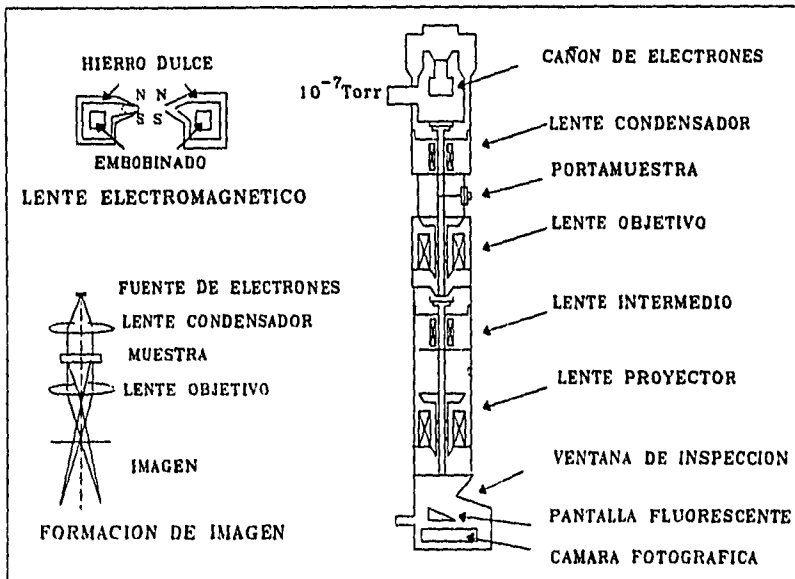 HIERRO DULCE
N N
S S
EMBOBINADO
LENTE ELECTROMAGNETICO
FUENTE DE ELECTRONES
LENTE CONDENSADOR
MUESTRA
LENTE OBJETIVO
IMAGEN
FORMACION DE IMAGEN
10⁻⁷Torr
CAÑON DE ELECTRONES
LENTE CONDENSADOR
PORTAMUESTRA
LENTE OBJETIVO
LENTE INTERMEDIO
LENTE PROYECTOR
VENTANA DE INSPECCION
PANTALLA FLUORESCENTE
CAMARA FOTOGRAFICA